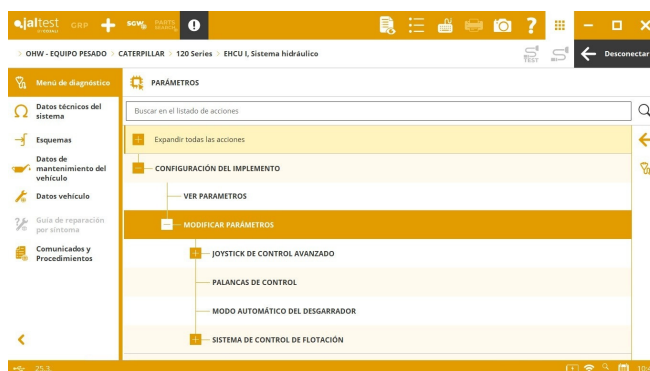 jaltest GRP SGW PARTS SEARCH
OHW - EQUIPO PESADO > CATERPILLAR > 120 Series > EHCU I, Sistema hidráulico
TEST
Desconectar
Menú de diagnóstico
PARÁMETROS
Datos técnicos del
sistema
Buscar en el listado de acciones
Esquemas
Expandir todas las acciones
Datos de
mantenimiento del
vehículo
CONFIGURACIÓN DEL IMPLEMENTO
Datos vehículo
VER PARAMETROS
Guía de reparación
por síntoma
MODIFICAR PARÁMETROS
Comunicados y
Procedimientos
JOYSTICK DE CONTROL AVANZADO
PALANCAS DE CONTROL
MODO AUTOMÁTICO DEL DESGARRADOR
SISTEMA DE CONTROL DE FLOTACIÓN
25.3